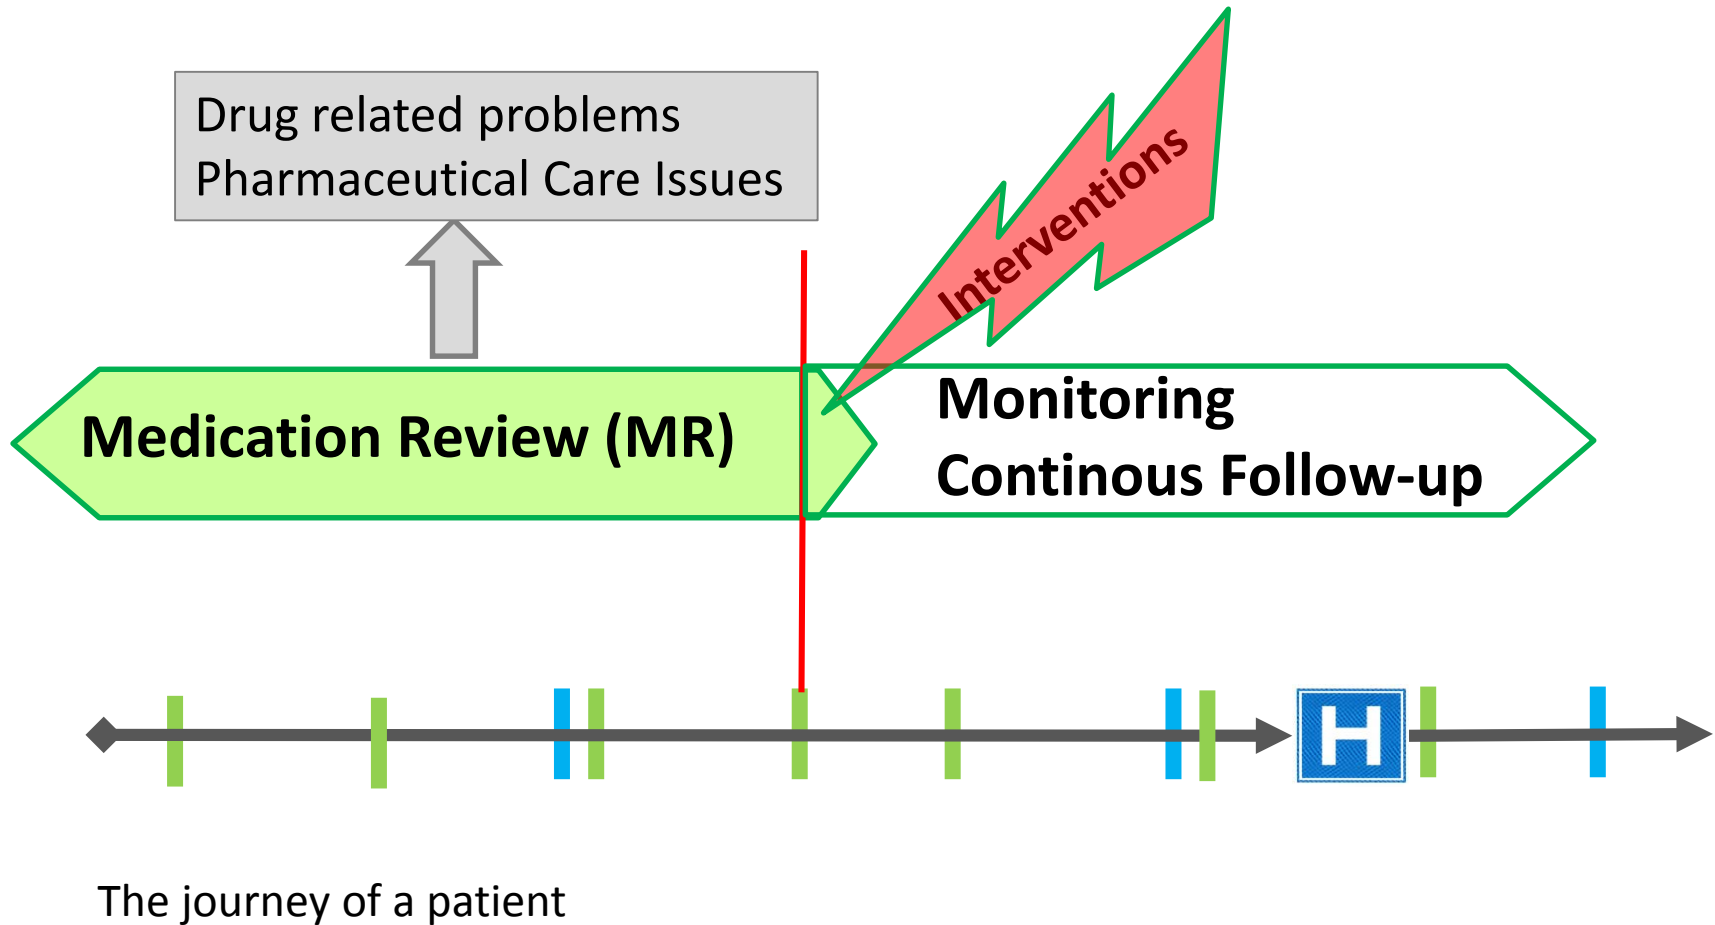 Drug related problems
Pharmaceutical Care Issues
Interventions
Medication Review (MR)
Monitoring
Continous Follow-up
H
The journey of a patient